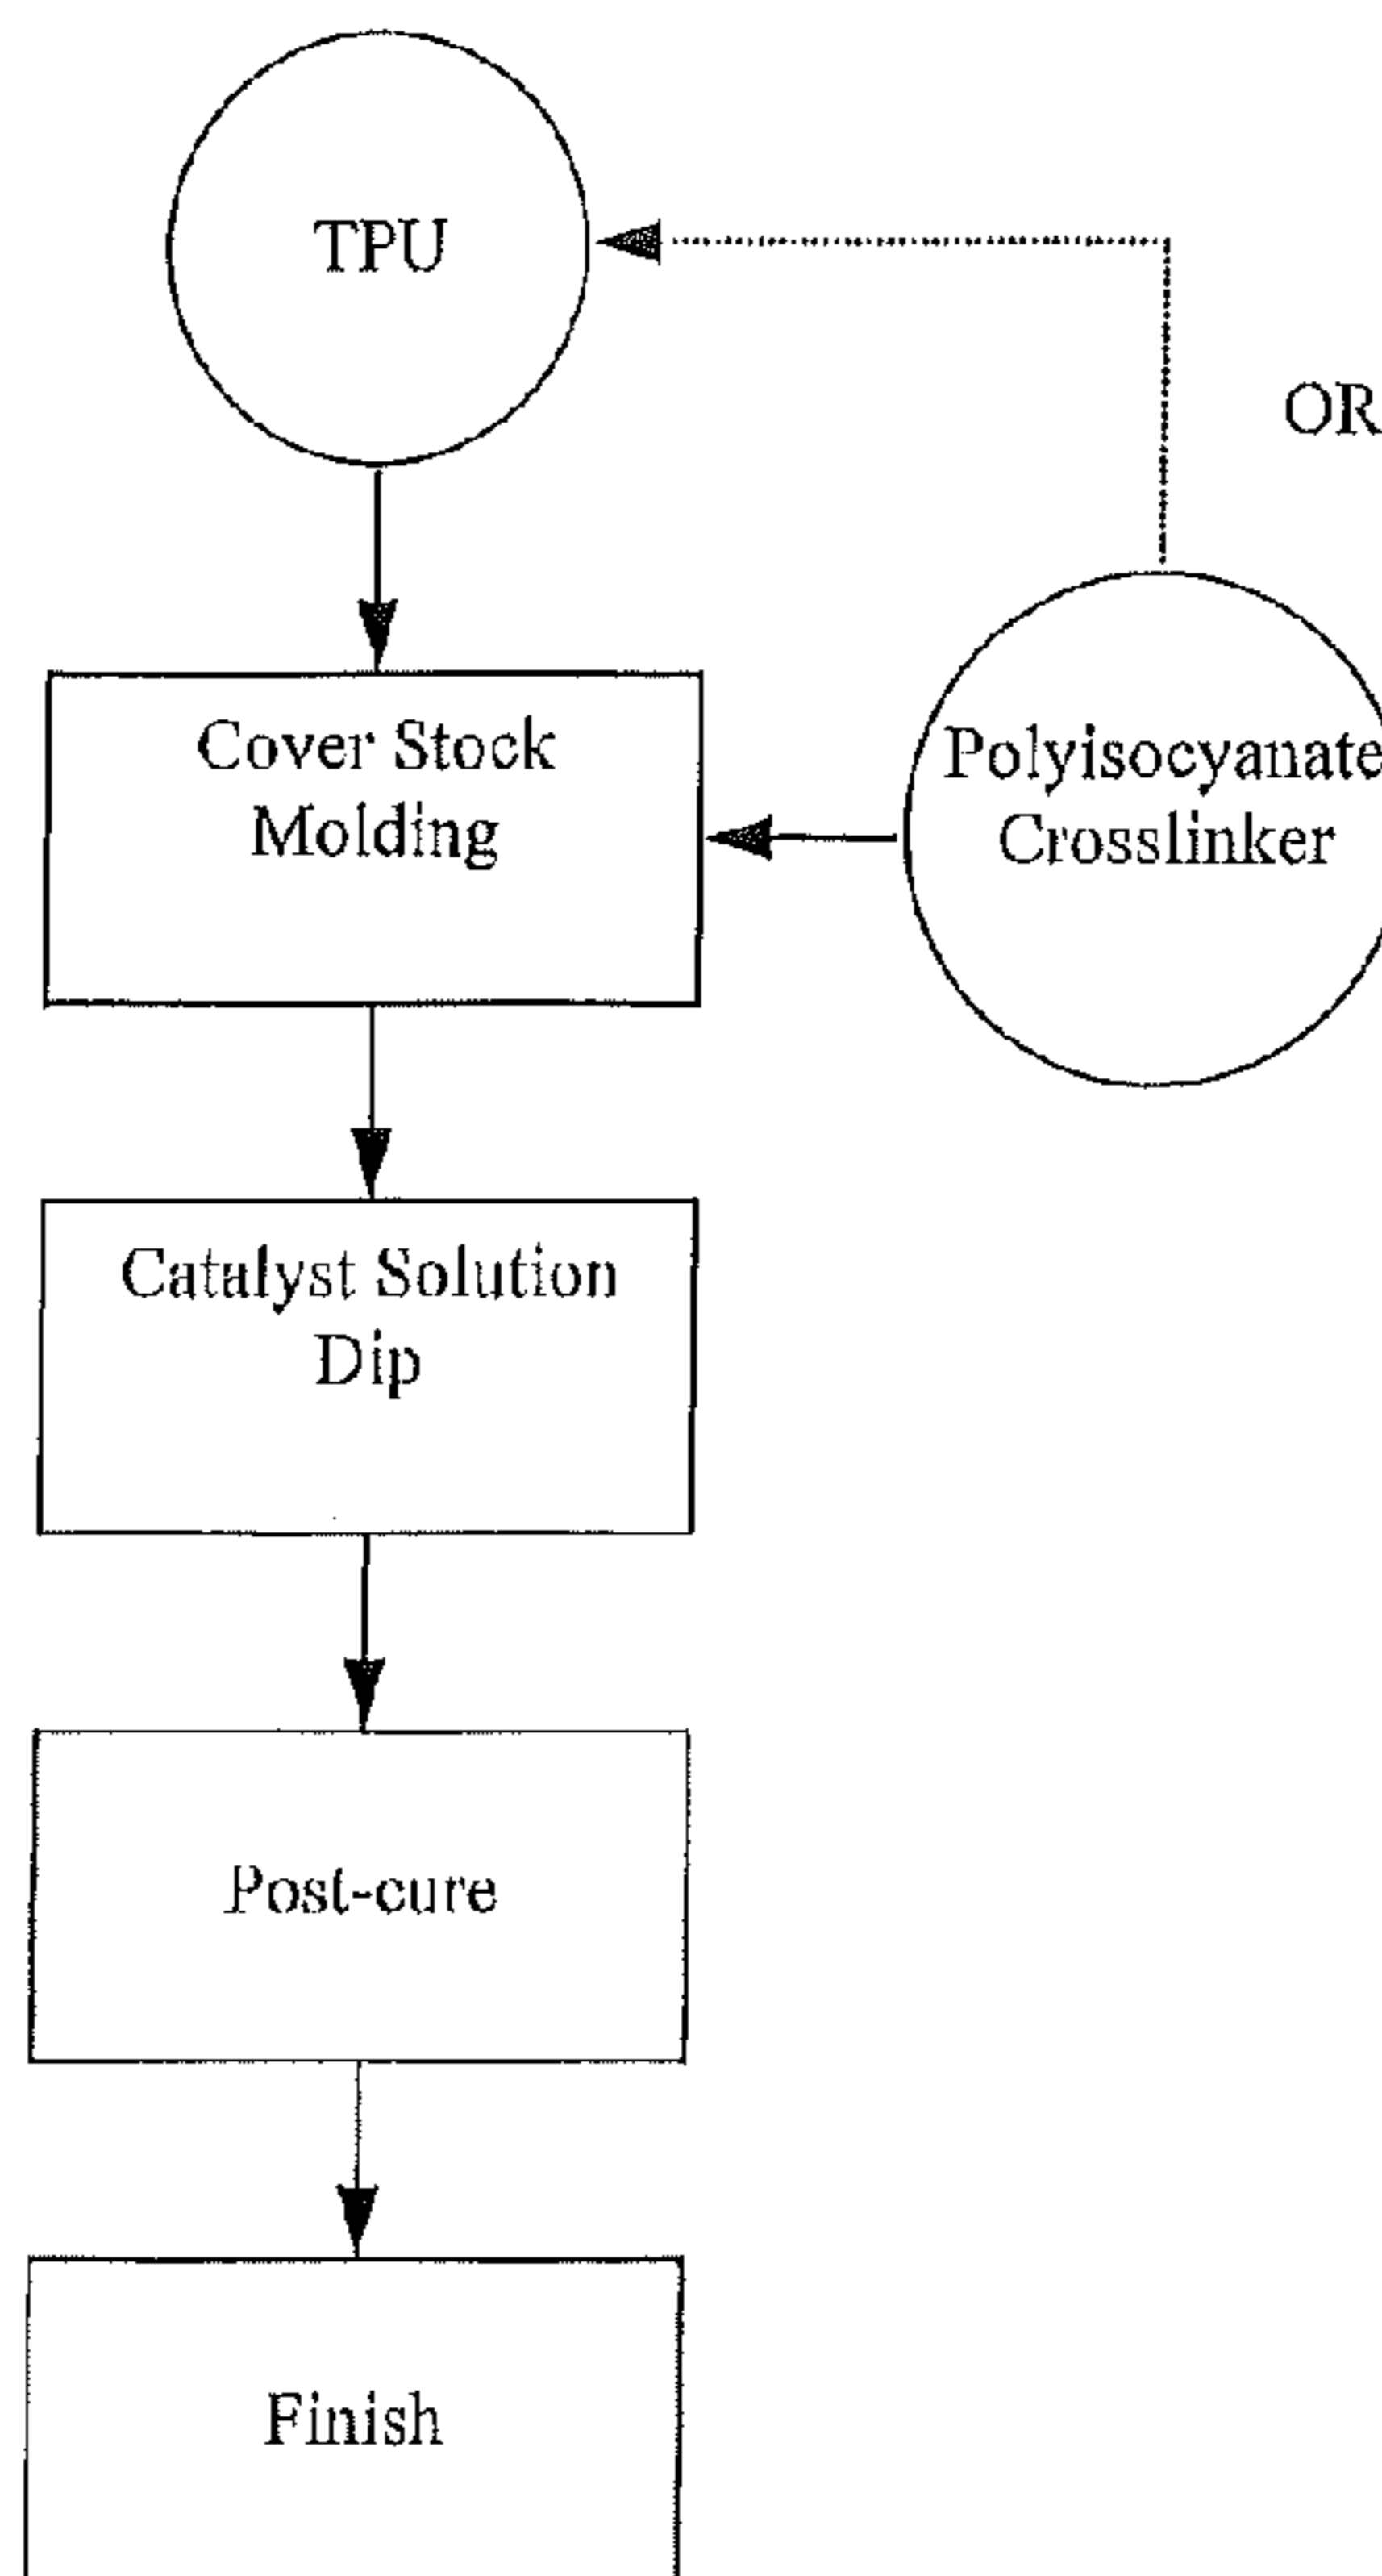 TPU
OR
Cover Stock
Molding
Polyisocyanate
Crosslinker
Catalyst Solution
Dip
Post-cure
Finish